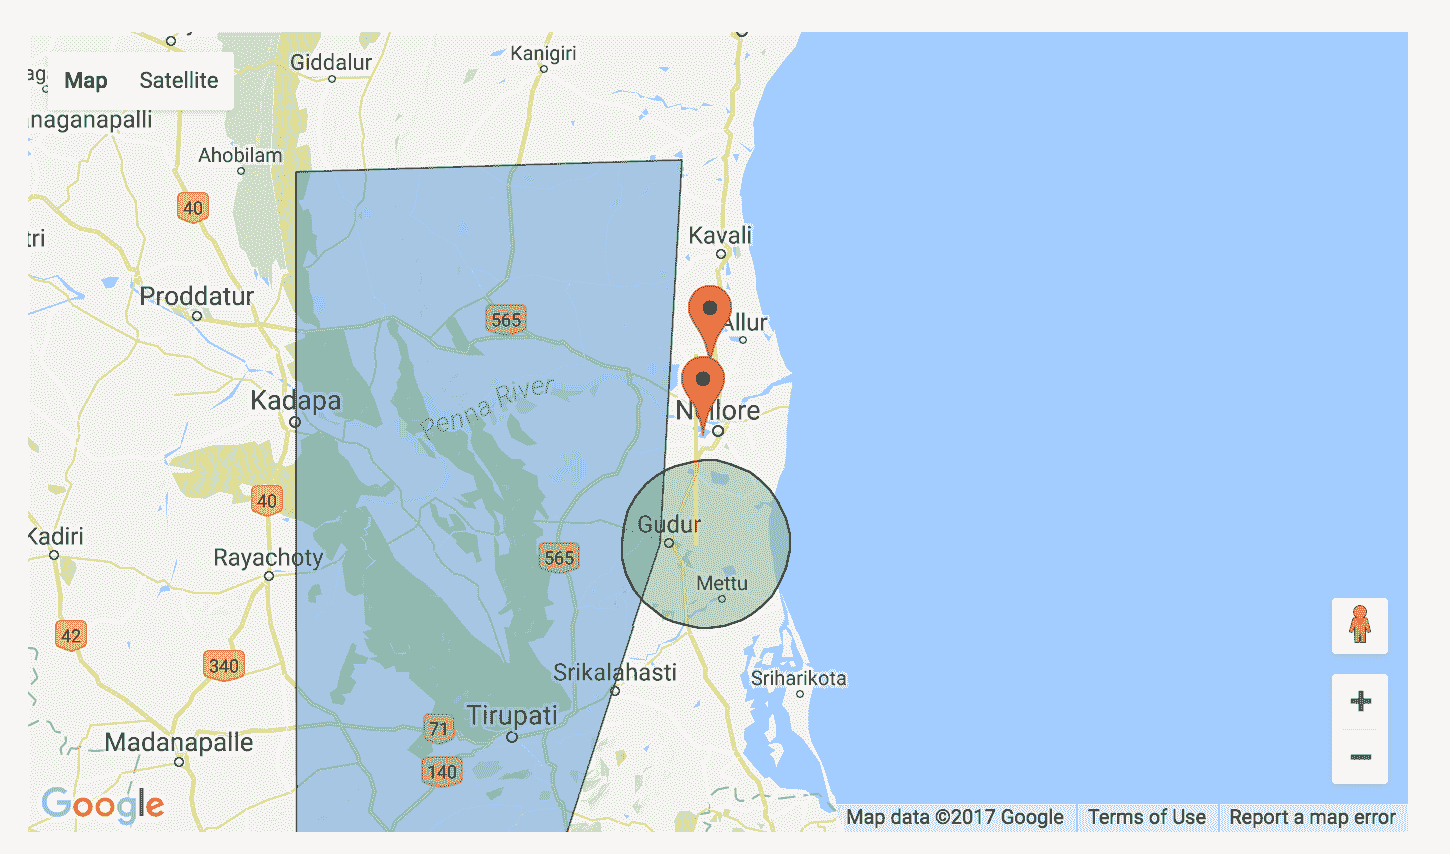 Giddalur
Kanigiri
Map Satellite
naganapalli
Ahobilam
40
Kavali
tri
Proddatur
565
Allur
Penna River
Kadapa
40
Gudur
Kadiri
Rayachoty
565
Mettu
42
340
Srikalahasti
Sriharikota
71
Tirupati
Madanapalle
140
Google
Map data ©2017 Google Terms of Use Report a map error